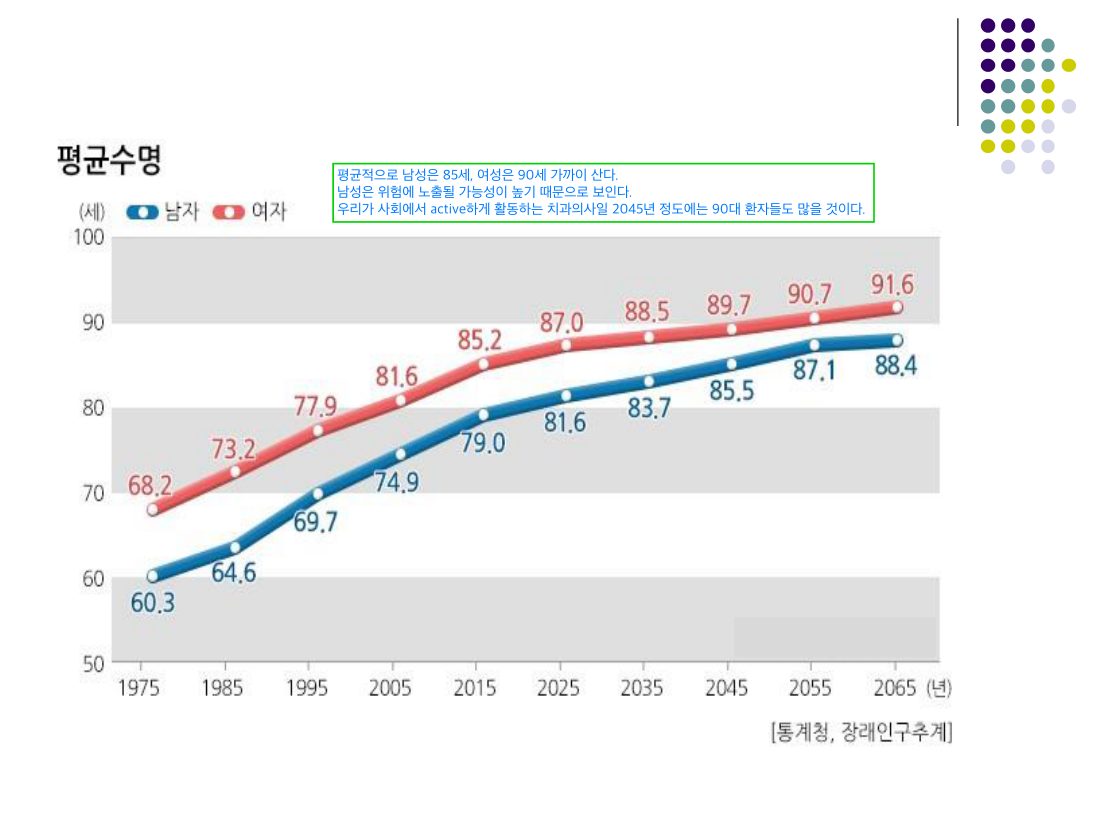 평균수명
평균적으로 남성은 85세, 여성은 90세 가까이 산다.
남성은 위험에 노출될 가능성이 높기 때문으로 보인다.
우리가 사회에서 active하게 활동하는 치과의사일 2045년 정도에는 90대 환자들도 많을 것이다.
(세) 남자 여자
100
90
80
70
60
50
68.2 73.2 77.9 81.6 85.2 87.0 88.5 89.7 90.7 91.6
60.3 64.6 69.7 74.9 79.0 81.6 83.7 85.5 87.1 88.4
1975 1985 1995 2005 2015 2025 2035 2045 2055 2065 (년)
[통계청, 장래인구추계]